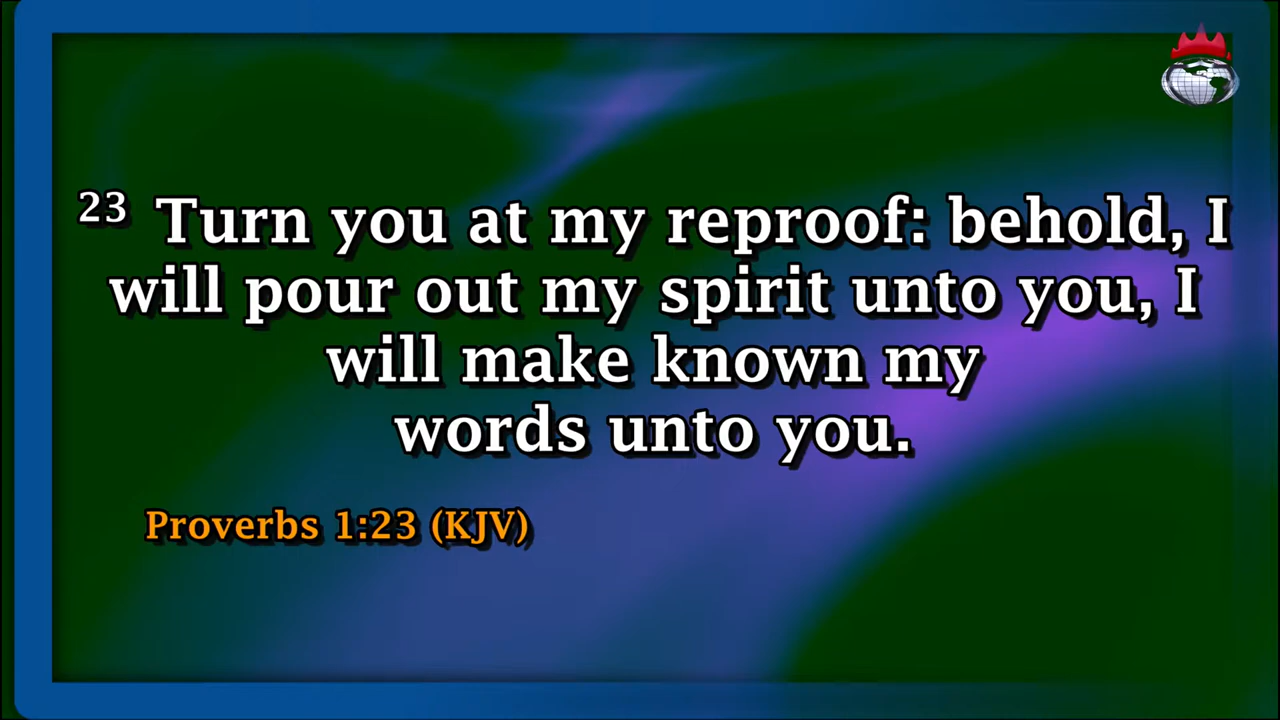 23 Turn you at my reproof: behold, I
will pour out my spirit unto you, I
will make known my
words unto you.
Proverbs 1:23 (KJV)